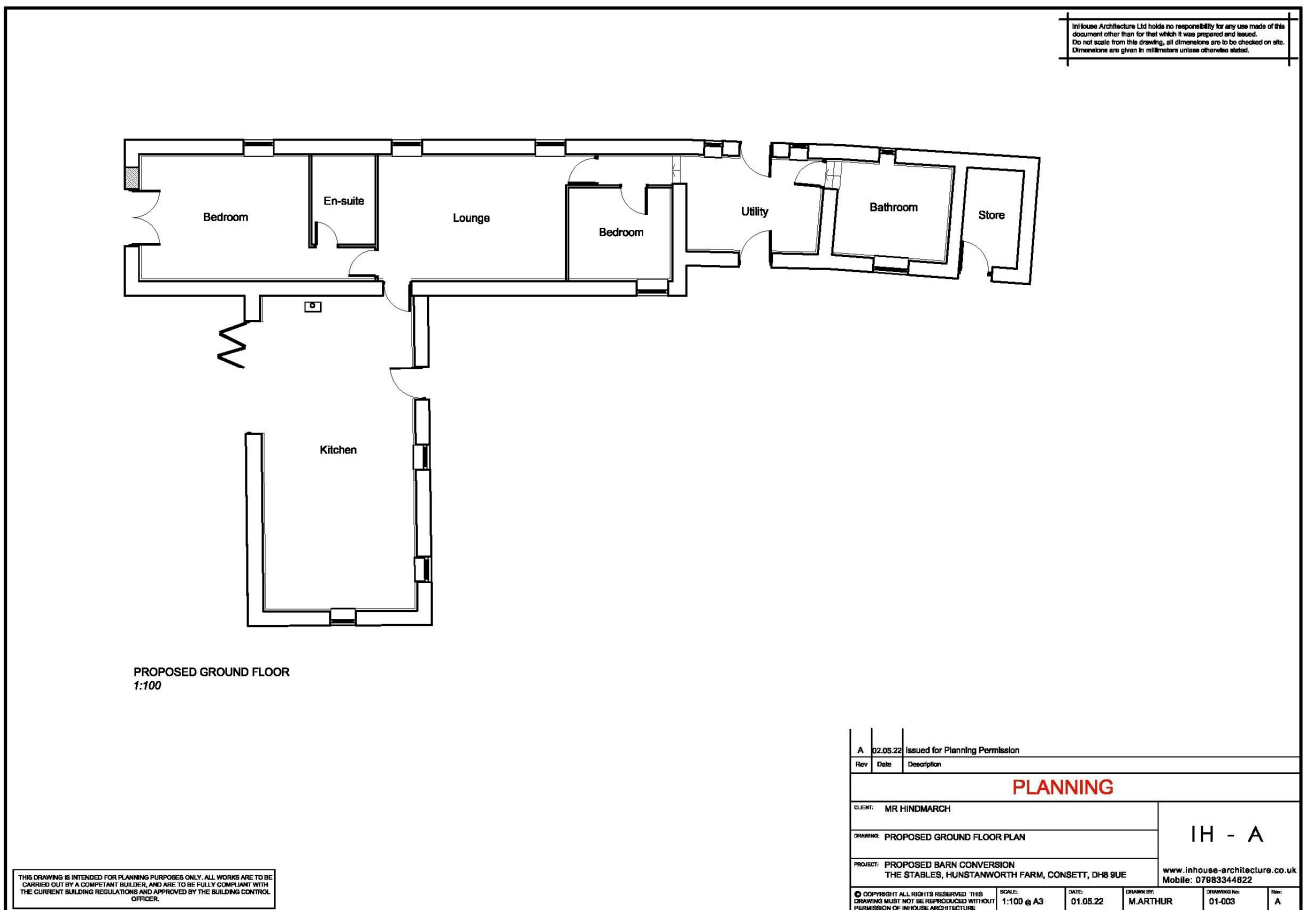 InHouse Architecture Ltd holds no responsibility for any use made of this
document other than for that which it was prepared and issued.
Do not scale from this drawing, all dimensions are to be checked on site.
Dimensions are given in millimeters unless otherwise stated.
Bedroom
En-suite
Lounge
Bedroom
Utility
Bathroom
Store
Kitchen
PROPOSED GROUND FLOOR
1:100
A 02.05.22 Issued for Planning Permission
Rev Date Description
PLANNING
CLIENT: MR HINDMARCH
DRAWING: PROPOSED GROUND FLOOR PLAN
PROJECT: PROPOSED BARN CONVERSION
THE STABLES, HUNSTANWORTH FARM, CONSETT, DH8 9UE
IH - A
www.inhouse-architecture.co.uk
Mobile: 07983344622
© COPYRIGHT ALL RIGHTS RESERVED THIS
DRAWING MUST NOT BE REPRODUCED WITHOUT
PERMISSION OF INHOUSE ARCHITECTURE
SCALE:
1:100 @ A3
DATE:
01.05.22
DRAWN BY:
M.ARTHUR
DRAWING No:
01-003
Rev:
A
THIS DRAWING IS INTENDED FOR PLANNING PURPOSES ONLY. ALL WORKS ARE TO BE
CARRIED OUT BY A COMPETANT BUILDER, AND ARE TO BE FULLY COMPLIANT WITH
THE CURRENT BUILDING REGULATIONS AND APPROVED BY THE BUILDING CONTROL
OFFICER.